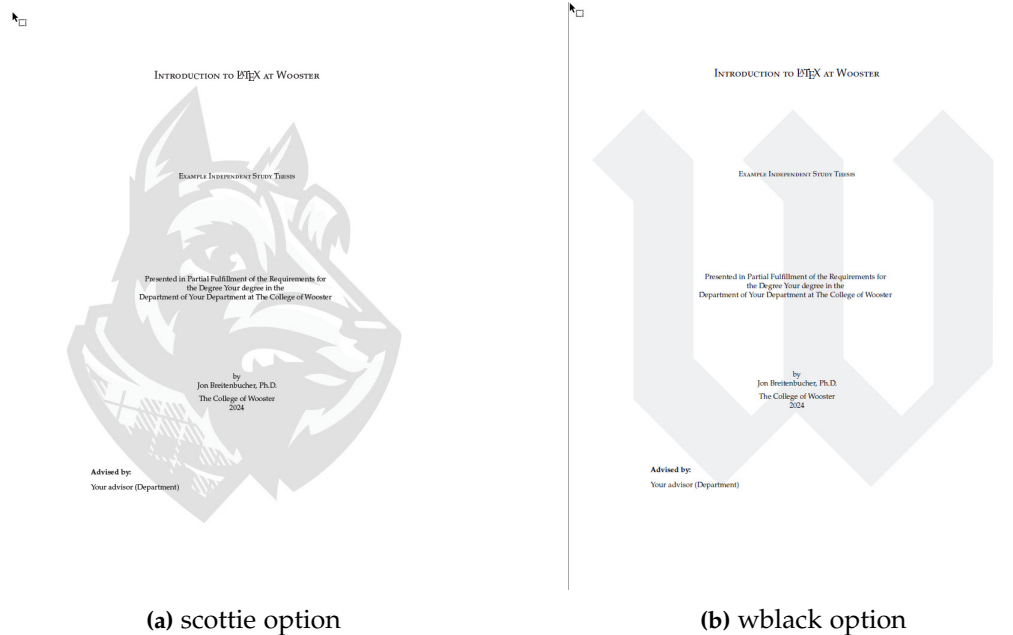 Introduction to LATEX at Wooster
Example Independent Study Thesis
Presented in Partial Fulfillment of the Requirements for
the Degree Your degree in the
Department of Your Department at The College of Wooster
by
Jon Breitenbucher, Ph.D.
The College of Wooster
2024
Advised by:
Your advisor (Department)
(a) scottie option
Introduction to LATEX at Wooster
Example Independent Study Thesis
Presented in Partial Fulfillment of the Requirements for
the Degree Your degree in the
Department of Your Department at The College of Wooster
by
Jon Breitenbucher, Ph.D.
The College of Wooster
2024
Advised by:
Your advisor (Department)
W
(b) wblack option